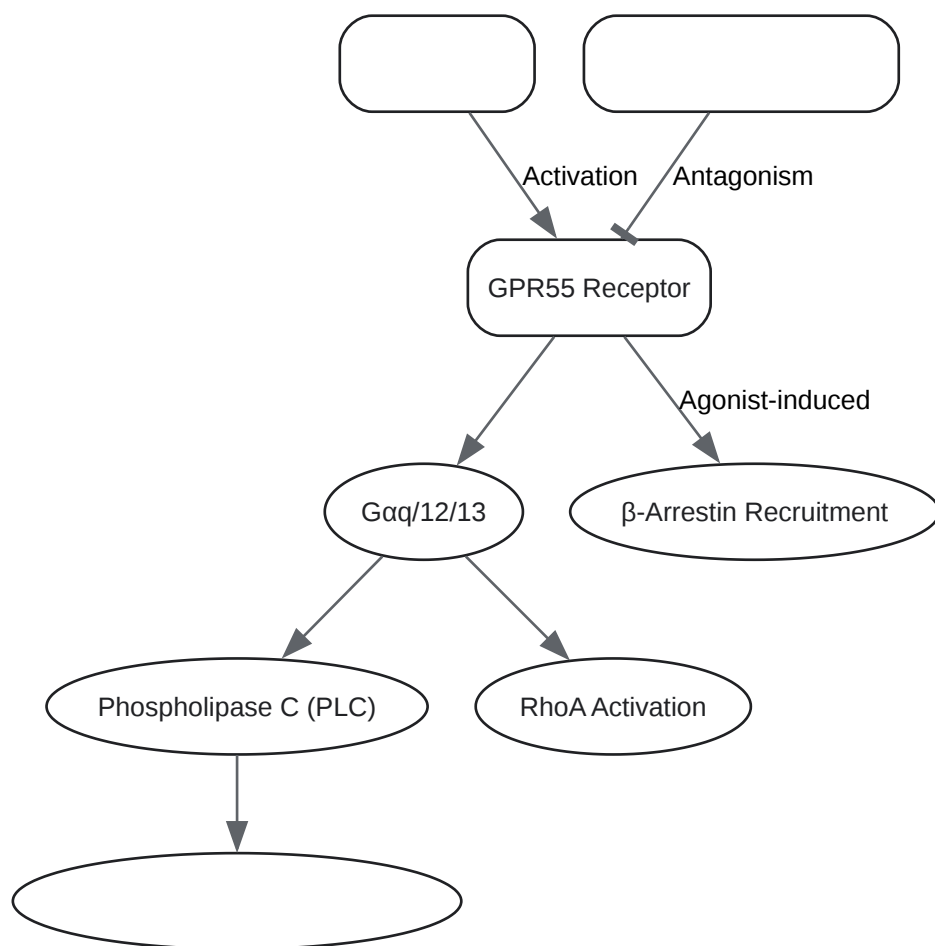 Activation
Antagonism
GPR55 Receptor
Agonist-induced
Gαq/12/13
β-Arrestin Recruitment
Phospholipase C (PLC)
RhoA Activation